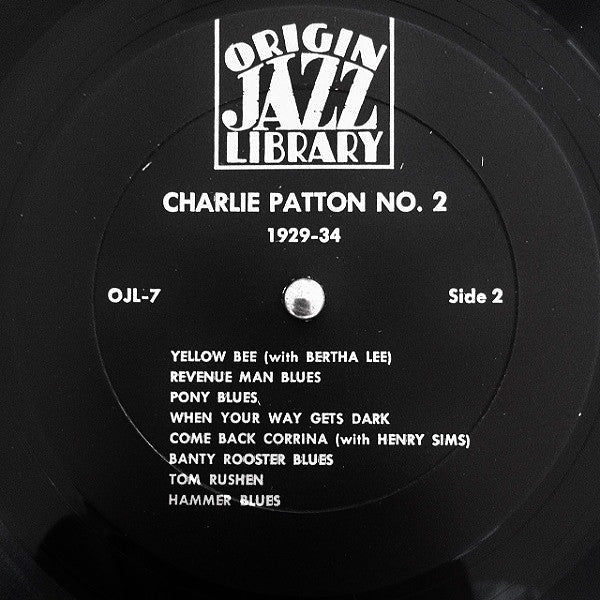 ORIGIN
JAZZ
LIBRARY
CHARLIE PATTON NO. 2
1929-34
OJL-7
Side 2
YELLOW BEE (with BERTHA LEE)
REVENUE MAN BLUES
PONY BLUES
WHEN YOUR WAY GETS DARK
COME BACK CORRINA (with HENRY SIMS)
BANTY ROOSTER BLUES
TOM RUSHEN
HAMMER BLUES